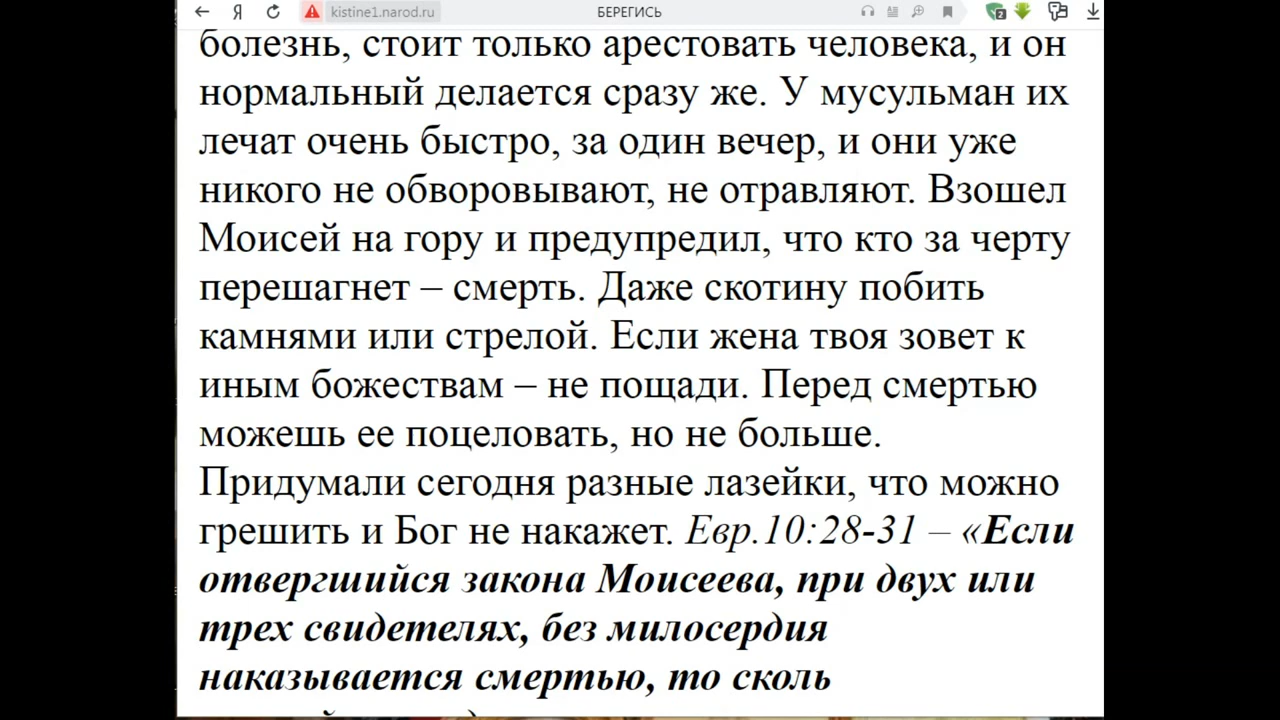 Я kistine1.narod.ru БЕРЕГИСЬ 2
болезнь, стоит только арестовать человека, и он
нормальный делается сразу же. У мусульман их
лечат очень быстро, за один вечер, и они уже
никого не обворовывают, не отравляют. Взошел
Моисей на гору и предупредил, что кто за черту
перешагнет – смерть. Даже скотину побить
камнями или стрелой. Если жена твоя зовет к
иным божествам – не пощади. Перед смертью
можешь ее поцеловать, но не больше.
Придумали сегодня разные лазейки, что можно
грешить и Бог не накажет. Евр.10:28-31 – «Если
отвергшийся закона Моисеева, при двух или
трех свидетелях, без милосердия
наказывается смертью, то сколь